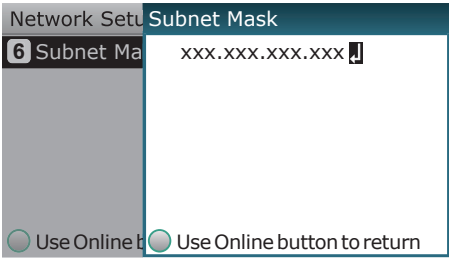 Network Setu
Subnet Mask
6 Subnet Ma
xxx.xxx.xxx.xxx
Use Online b
Use Online button to return